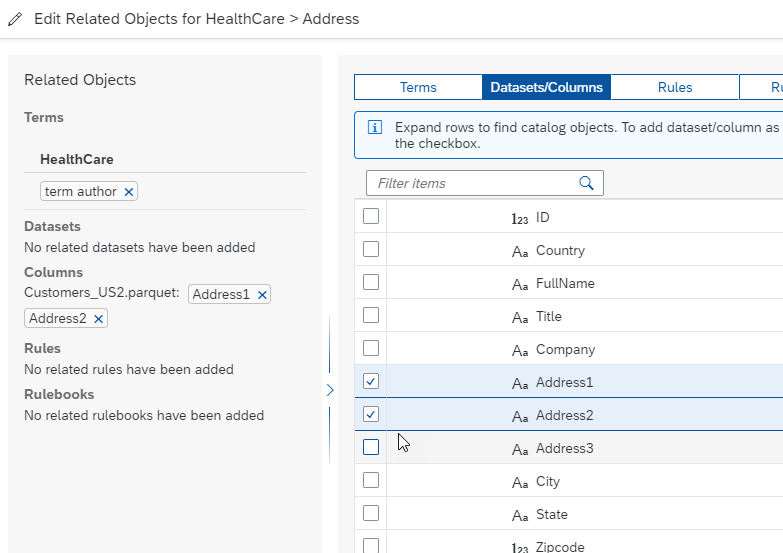 Edit Related Objects for HealthCare > Address
Related Objects
Terms
HealthCare
term author ×
Datasets
No related datasets have been added
Columns
Customers_US2.parquet: Address1 ×
Address2 ×
Rules
No related rules have been added
Rulebooks
No related rulebooks have been added
Terms Datasets/Columns Rules Ru
Expand rows to find catalog objects. To add dataset/column as
the checkbox.
Filter items
123 ID
Aa Country
Aa FullName
Aa Title
Aa Company
Aa Address1
Aa Address2
Aa Address3
Aa City
Aa State
123 Zipcode